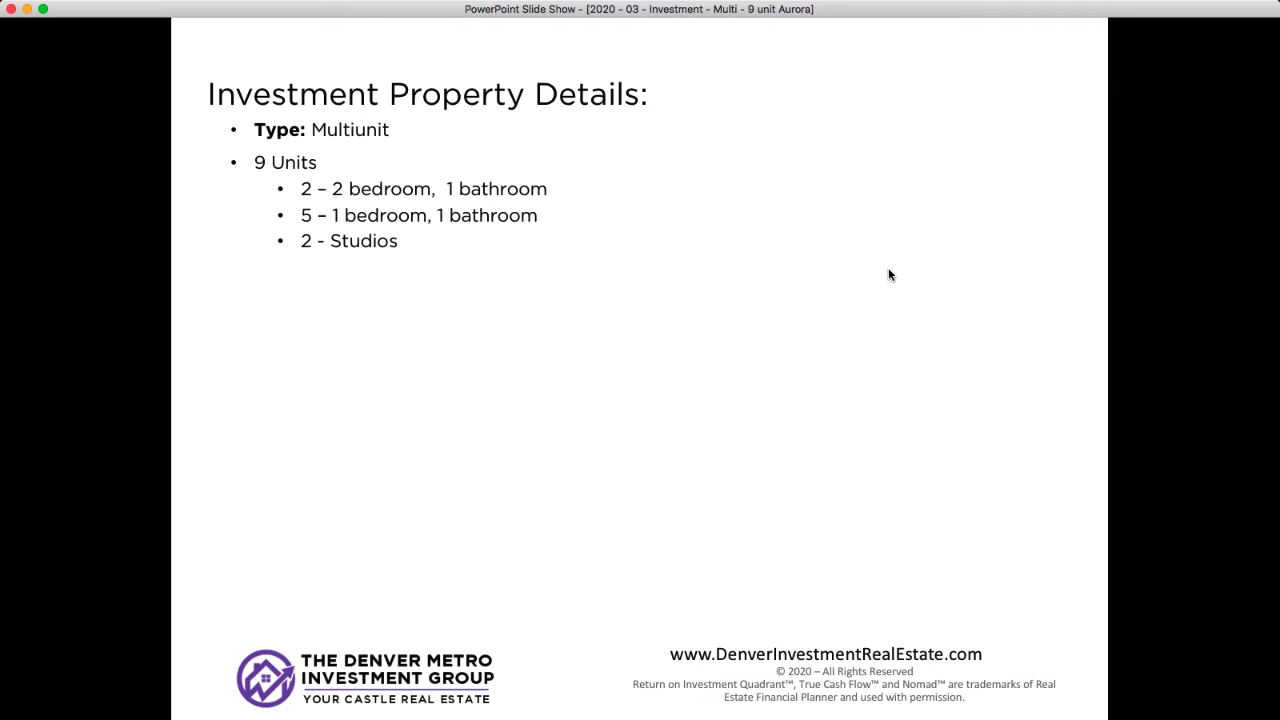 PowerPoint Slide Show - [2020 - 03 - Investment - Multi - 9 unit Aurora]
Investment Property Details:
• Type: Multiunit
• 9 Units
• 2 – 2 bedroom,  1 bathroom
• 5 – 1 bedroom, 1 bathroom
• 2 - Studios
THE DENVER METRO
INVESTMENT GROUP
YOUR CASTLE REAL ESTATE
www.DenverInvestmentRealEstate.com
© 2020 – All Rights Reserved
Return on Investment Quadrant™, True Cash Flow™ and Nomad™ are trademarks of Real
Estate Financial Planner and used with permission.